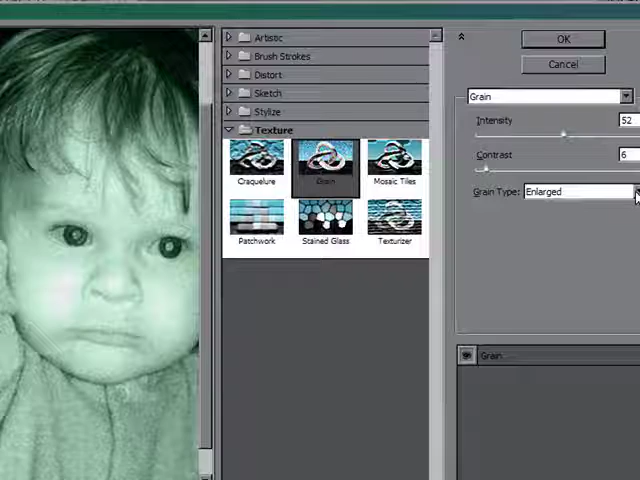 Artistic
Brush Strokes
Distort
Sketch
Stylize
Texture
Craquelure
Grain
Mosaic Tiles
Patchwork
Stained Glass
Texturizer
OK
Cancel
Grain
Intensity 52
Contrast 6
Grain Type: Enlarged
Grain